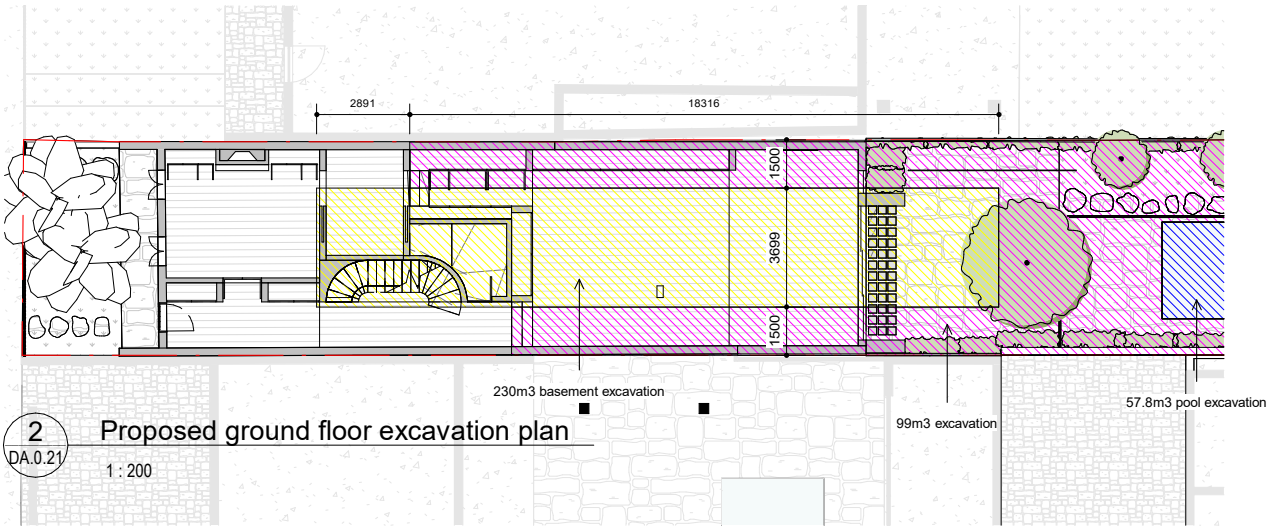 2891
18316
1500
3699
1500
230m3 basement excavation
99m3 excavation
57.8m3 pool excavation
2
DA.0.21
Proposed ground floor excavation plan
1 : 200